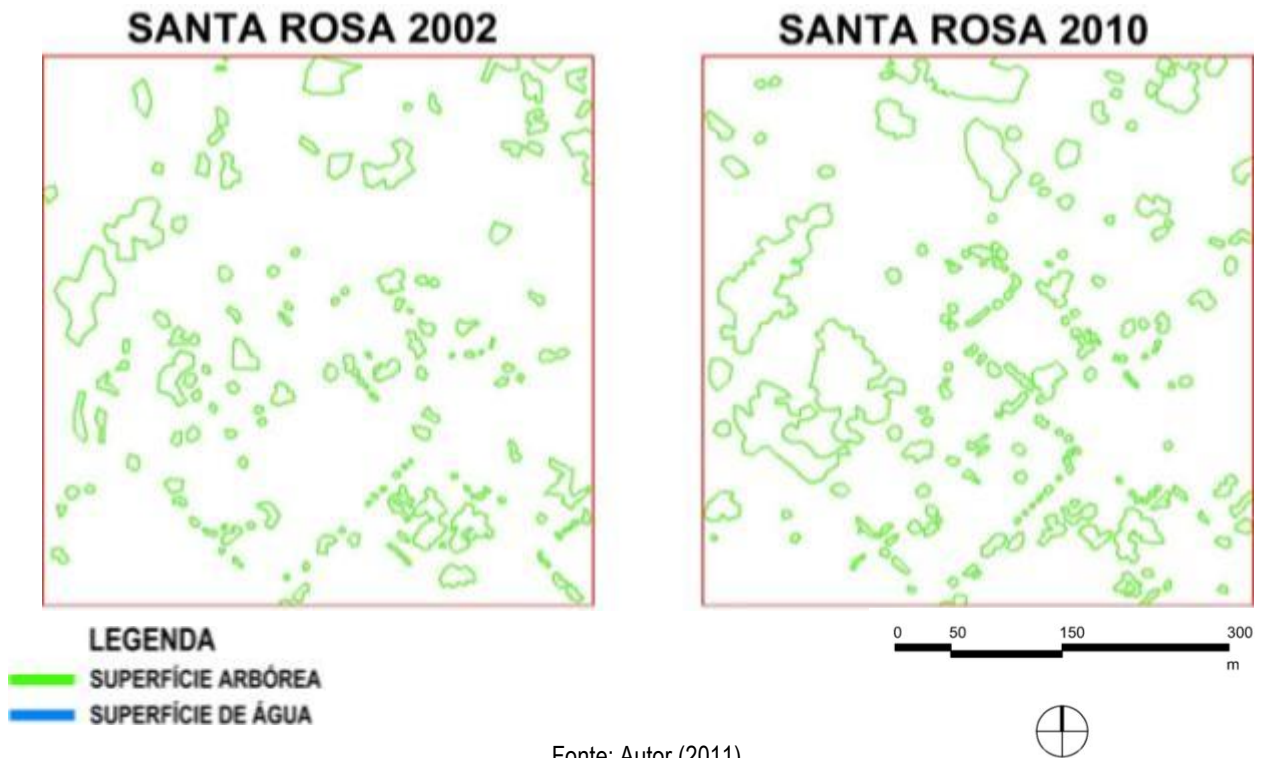 SANTA ROSA 2002
SANTA ROSA 2010
LEGENDA
SUPERFÍCIE ARBÓREA
SUPERFÍCIE DE ÁGUA
0 50 150 300
m
Fonte: Autor (2011)